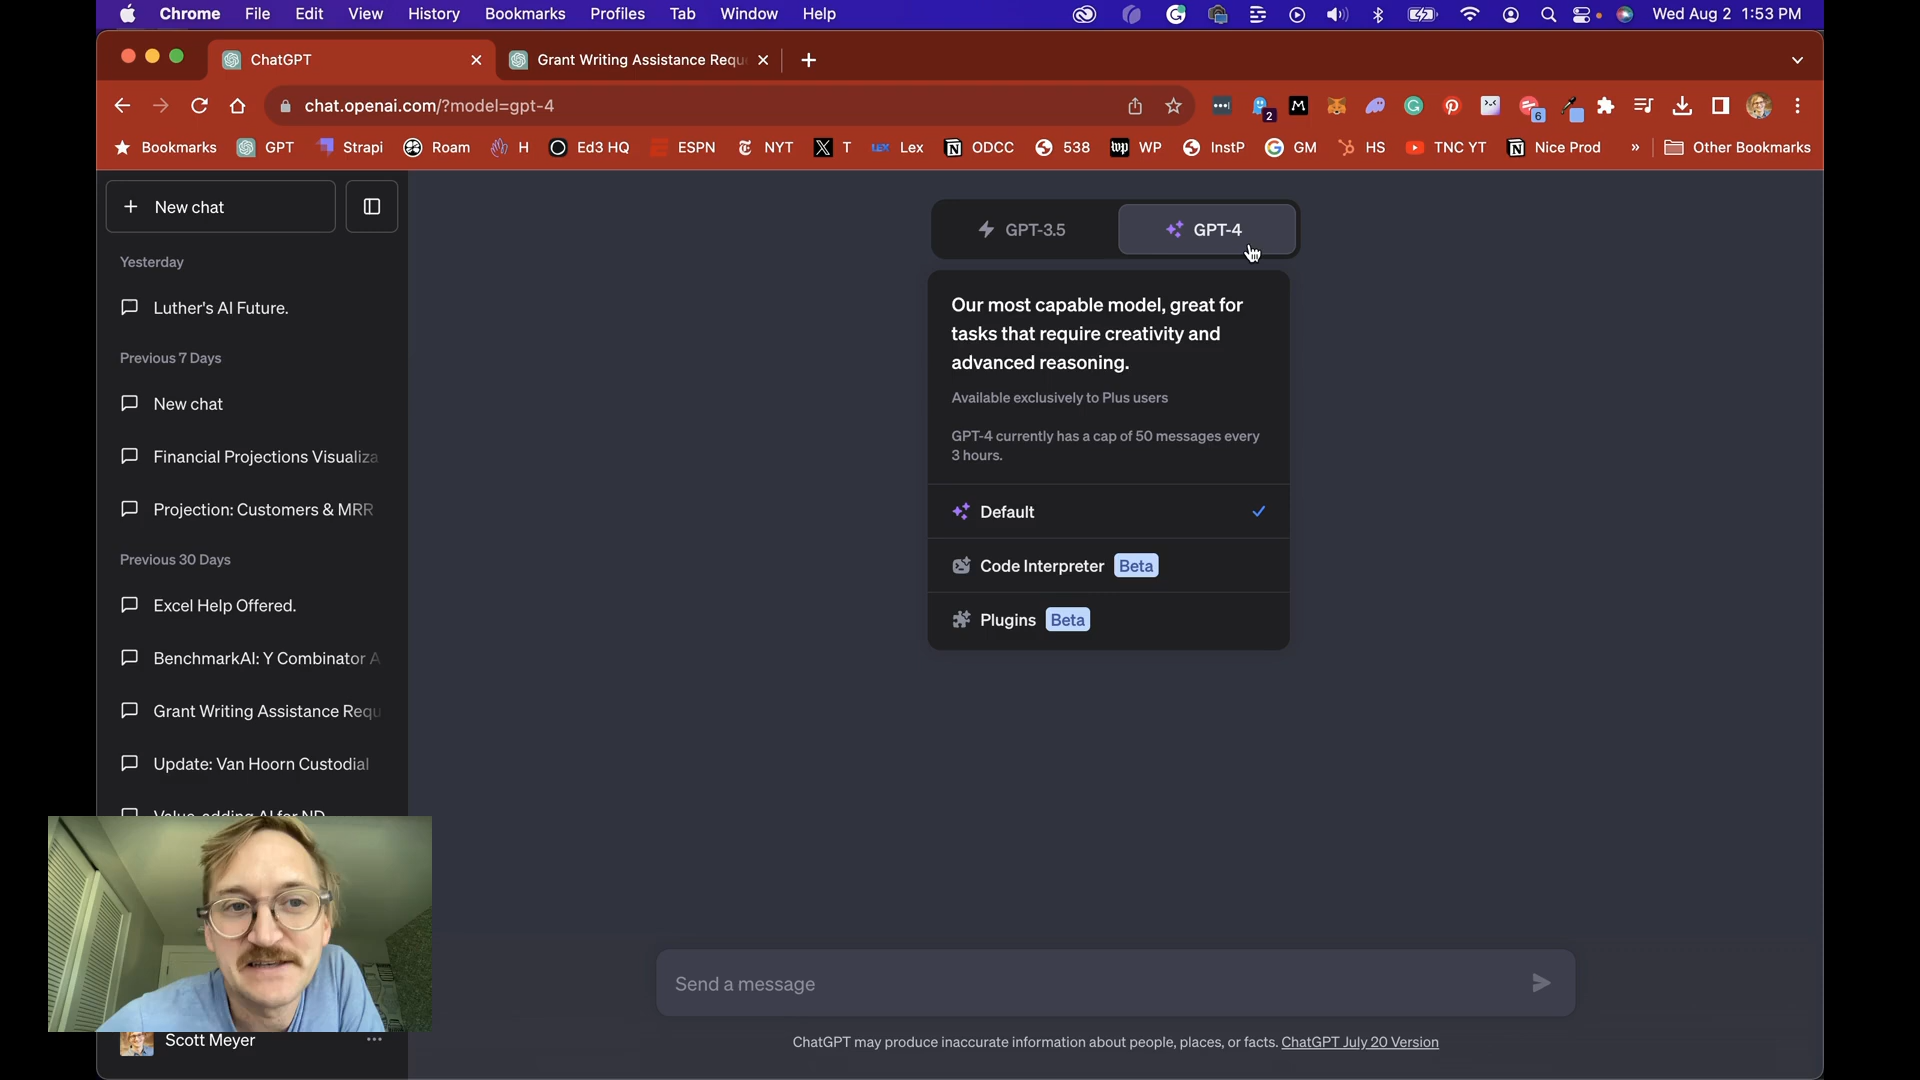 Chrome File Edit View History Bookmarks Profiles Tab Window Help Wed Aug 2 1:53 PM
ChatGPT
Grant Writing Assistance Requ
chat.openai.com/?model=gpt-4
2
6
Bookmarks GPT Strapi Roam H Ed3 HQ ESPN NYT T Lex ODCC 538 WP InstP GM HS TNC YT Nice Prod » Other Bookmarks
New chat
Yesterday
Luther's AI Future.
Previous 7 Days
New chat
Financial Projections Visualiza
Projection: Customers & MRR
Previous 30 Days
Excel Help Offered.
BenchmarkAI: Y Combinator A
Grant Writing Assistance Requ
Update: Van Hoorn Custodial
Value-adding AI for ND
Scott Meyer
GPT-3.5
GPT-4
Our most capable model, great for
tasks that require creativity and
advanced reasoning.
Available exclusively to Plus users
GPT-4 currently has a cap of 50 messages every
3 hours.
Default
Code Interpreter Beta
Plugins Beta
Send a message
ChatGPT may produce inaccurate information about people, places, or facts. ChatGPT July 20 Version